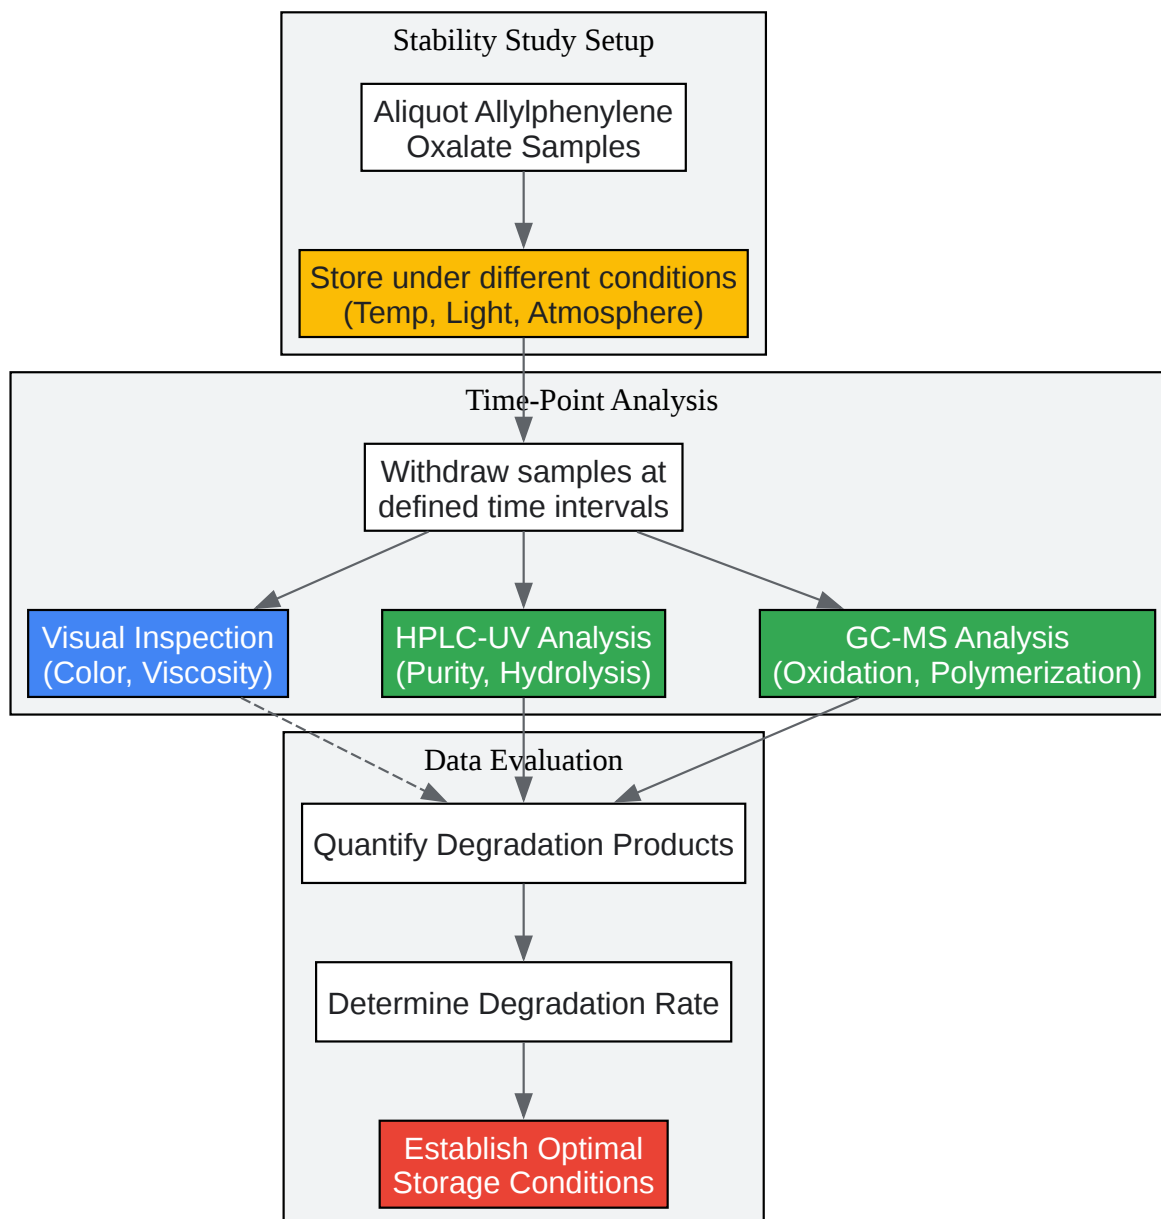 Stability Study Setup
Aliquot Allylphenylene
Oxalate Samples
Store under different conditions
(Temp, Light, Atmosphere)
Time-Point Analysis
Withdraw samples at
defined time intervals
Visual Inspection
(Color, Viscosity)
HPLC-UV Analysis
(Purity, Hydrolysis)
GC-MS Analysis
(Oxidation, Polymerization)
Data Evaluation
Quantify Degradation Products
Determine Degradation Rate
Establish Optimal
Storage Conditions